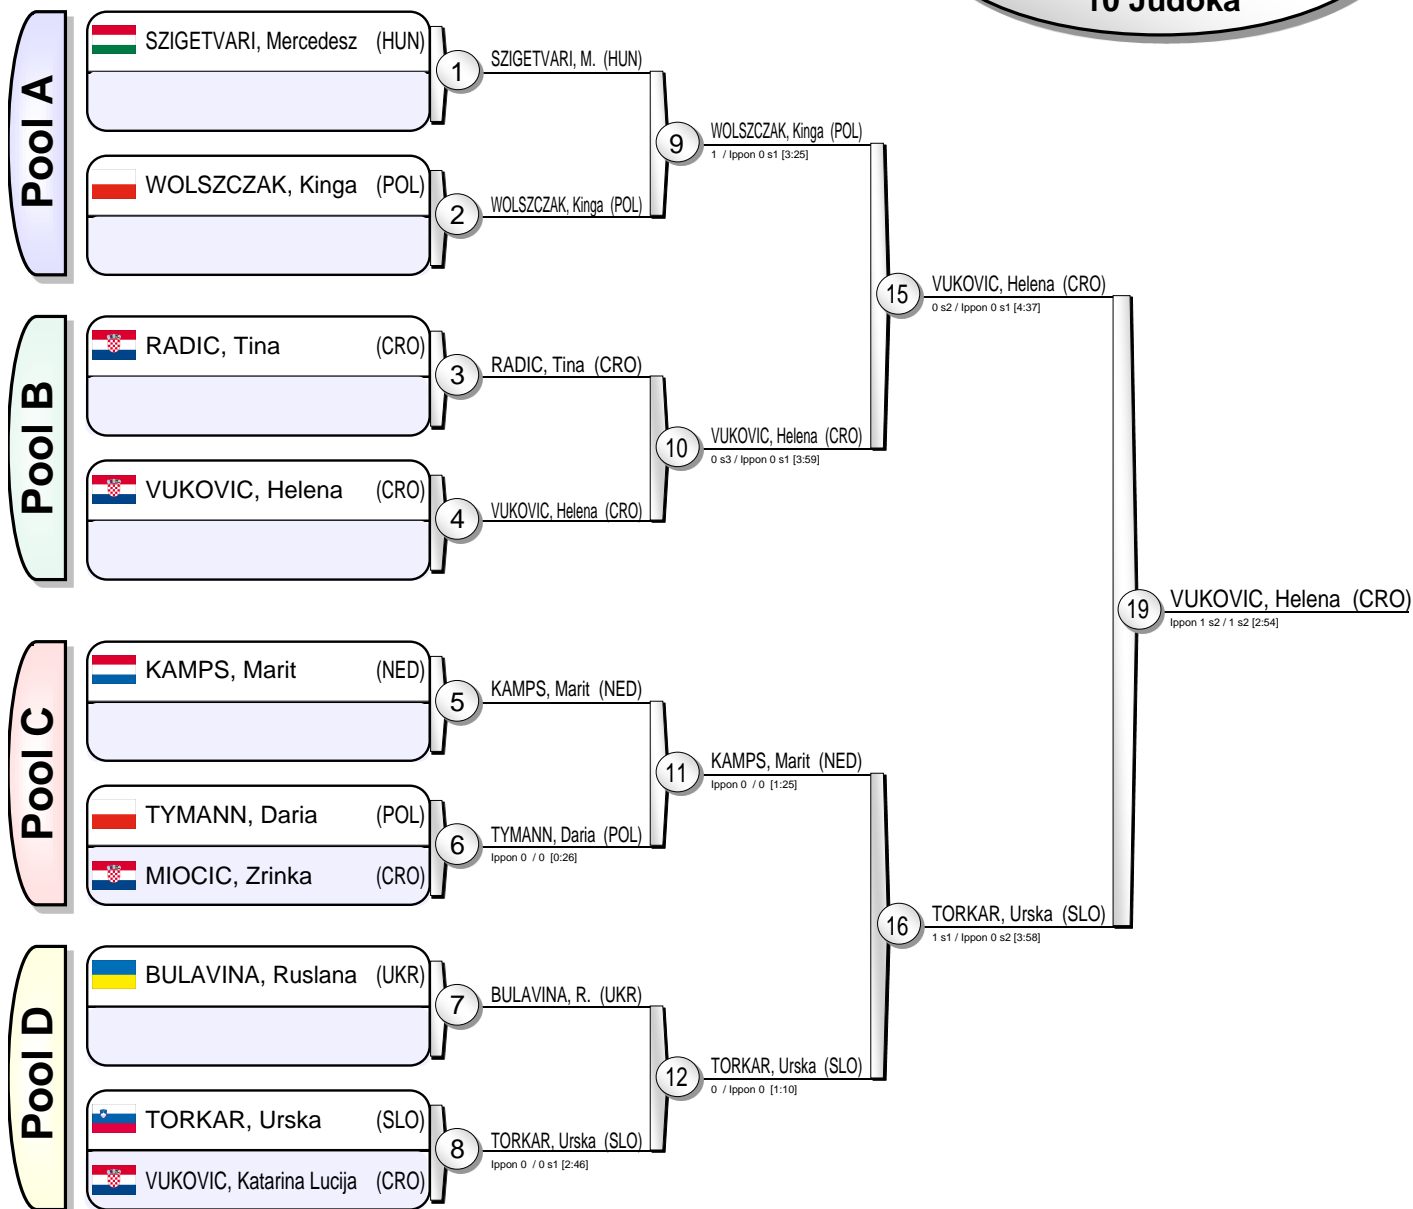 10 Judoka
Pool A
SZIGETVARI, Mercedesz (HUN)
1
SZIGETVARI, M. (HUN)
WOLSZCZAK, Kinga (POL)
2
WOLSZCZAK, Kinga (POL)
9
WOLSZCZAK, Kinga (POL)
1 / Ippon 0 s1 [3:25]
Pool B
RADIC, Tina (CRO)
3
RADIC, Tina (CRO)
VUKOVIC, Helena (CRO)
4
VUKOVIC, Helena (CRO)
10
VUKOVIC, Helena (CRO)
0 s3 / Ippon 0 s1 [3:59]
15
VUKOVIC, Helena (CRO)
0 s2 / Ippon 0 s1 [4:37]
Pool C
KAMPS, Marit (NED)
5
KAMPS, Marit (NED)
TYMANN, Daria (POL)
MIOCIC, Zrinka (CRO)
6
TYMANN, Daria (POL)
Ippon 0 / 0 [0:26]
11
KAMPS, Marit (NED)
Ippon 0 / 0 [1:25]
Pool D
BULAVINA, Ruslana (UKR)
7
BULAVINA, R. (UKR)
TORKAR, Urska (SLO)
VUKOVIC, Katarina Lucija (CRO)
8
TORKAR, Urska (SLO)
Ippon 0 / 0 s1 [2:46]
12
TORKAR, Urska (SLO)
0 / Ippon 0 [1:10]
16
TORKAR, Urska (SLO)
1 s1 / Ippon 0 s2 [3:58]
19
VUKOVIC, Helena (CRO)
Ippon 1 s2 / 1 s2 [2:54]